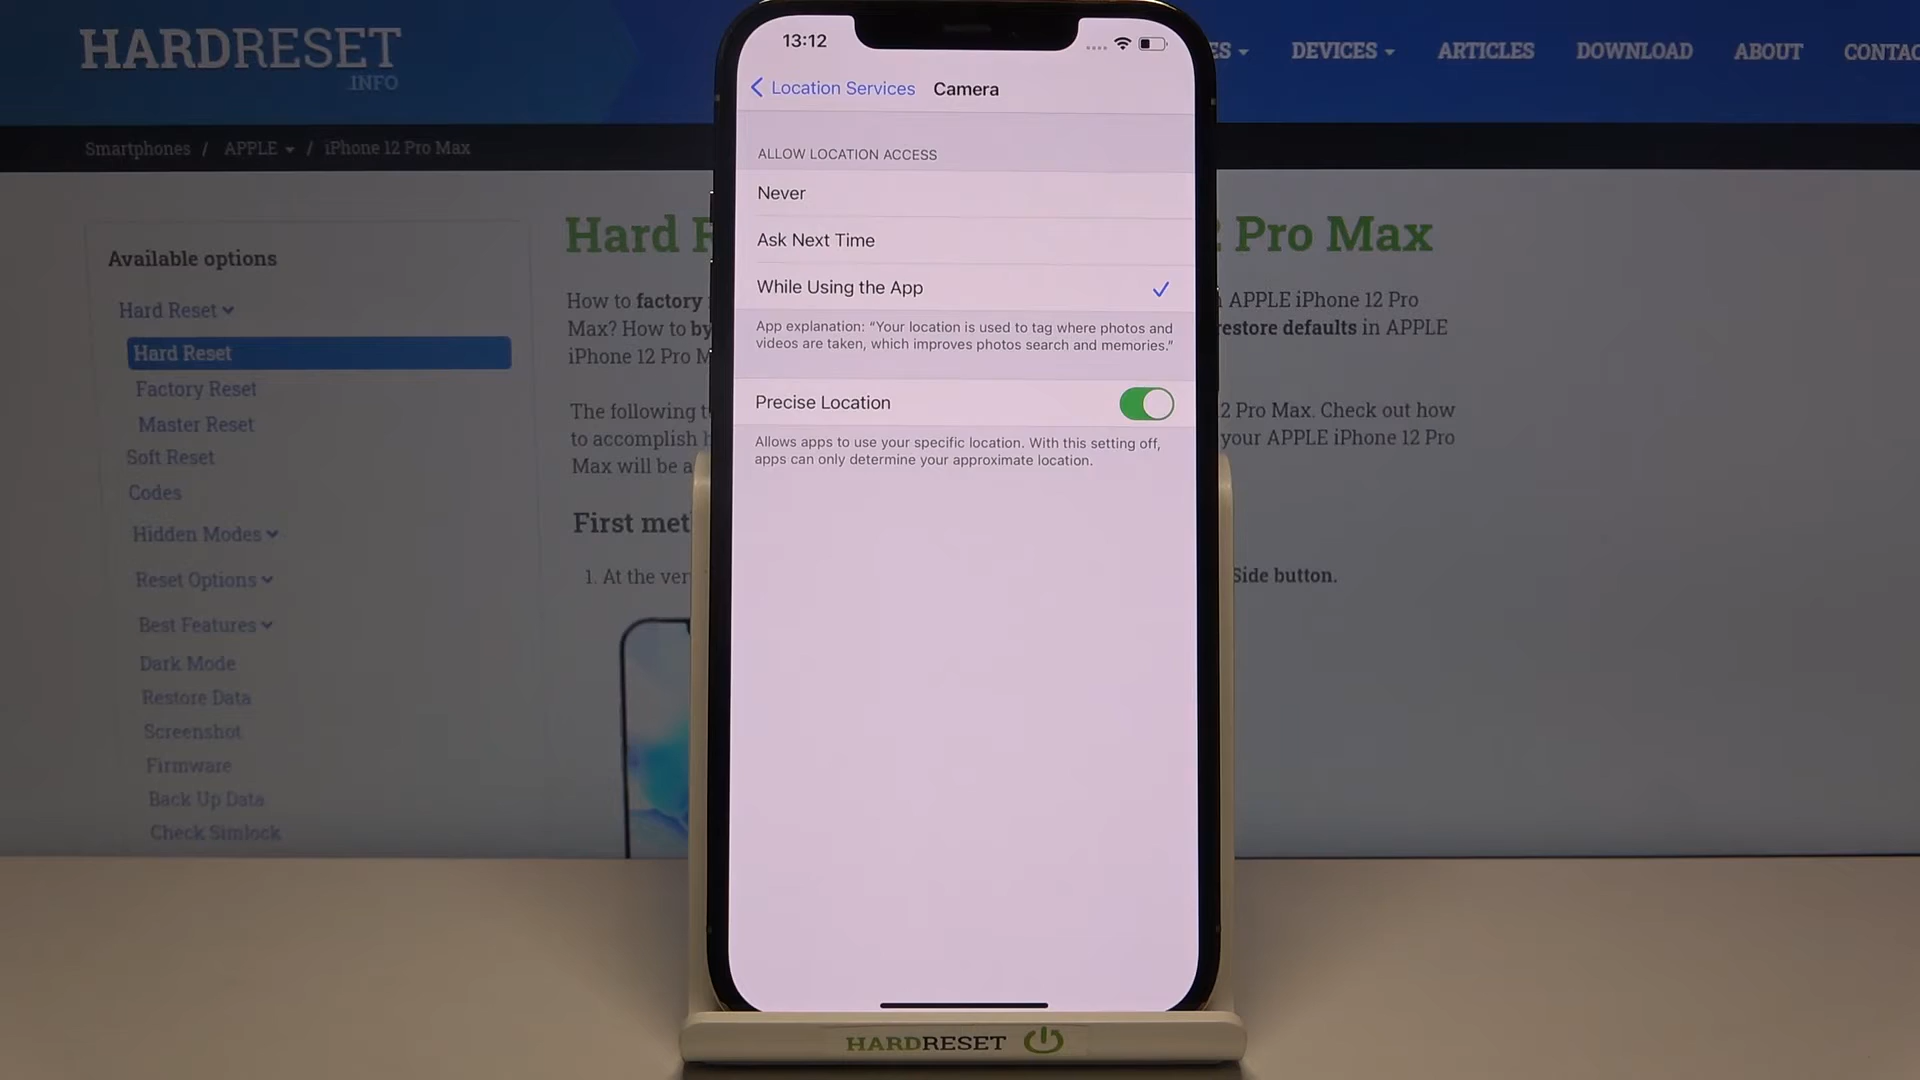 HARDRESET
.INFO
ES
DEVICES
ARTICLES
DOWNLOAD
ABOUT
CONTAC
Smartphones / APPLE / iPhone 12 Pro Max
13:12
Location Services Camera
ALLOW LOCATION ACCESS
Never
Ask Next Time
While Using the App
App explanation: “Your location is used to tag where photos and
videos are taken, which improves photos search and memories.”
Precise Location
Allows apps to use your specific location. With this setting off,
apps can only determine your approximate location.
Available options
Hard Reset
Hard Reset
Factory Reset
Master Reset
Soft Reset
Codes
Hidden Modes
Reset Options
Best Features
Dark Mode
Restore Data
Screenshot
Firmware
Back Up Data
Check Simlock
Hard R 2 Pro Max
How to factory APPLE iPhone 12 Pro
Max? How to by restore defaults in APPLE
iPhone 12 Pro M
The following t 2 Pro Max. Check out how
to accomplish h your APPLE iPhone 12 Pro
Max will be a
First met
1. At the ver Side button.
HARDRESET